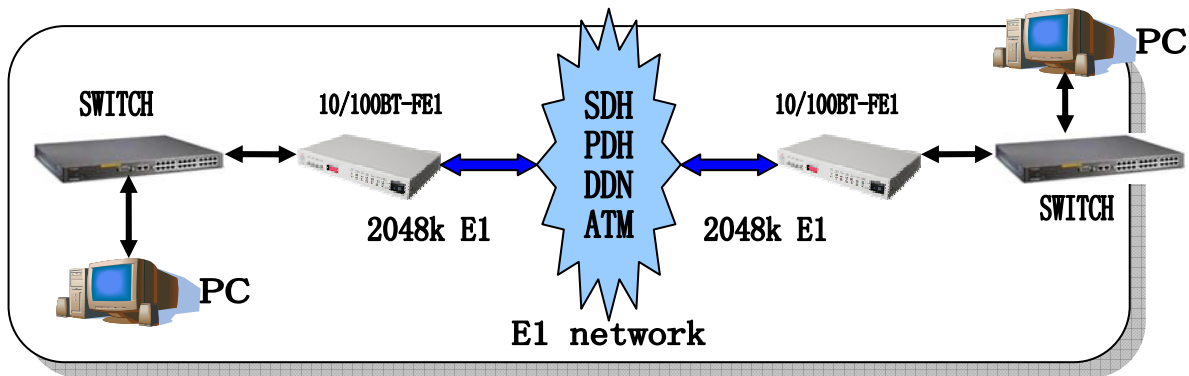 PC
SWITCH
10/100BT-FE1
SDH
PDH
DDN
ATM
10/100BT-FE1
2048k E1
2048k E1
SWITCH
PC
E1 network